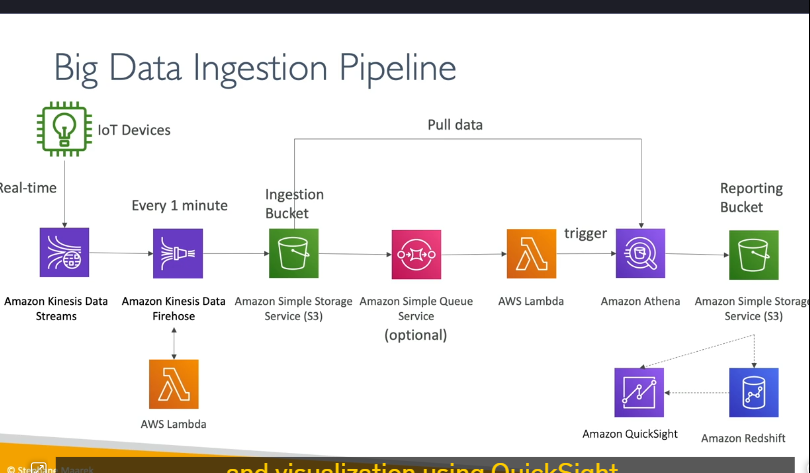 Big Data Ingestion Pipeline
IoT Devices
Pull data
Real-time
Every 1 minute
Ingestion
Bucket
Reporting
Bucket
trigger
Amazon Kinesis Data
Streams
Amazon Kinesis Data
Firehose
Amazon Simple Storage
Service (S3)
Amazon Simple Queue
Service
(optional)
AWS Lambda
Amazon Athena
Amazon Simple Storage
Service (S3)
AWS Lambda
Amazon QuickSight
Amazon Redshift
and visualization using QuickSight
© Stephane Maarek